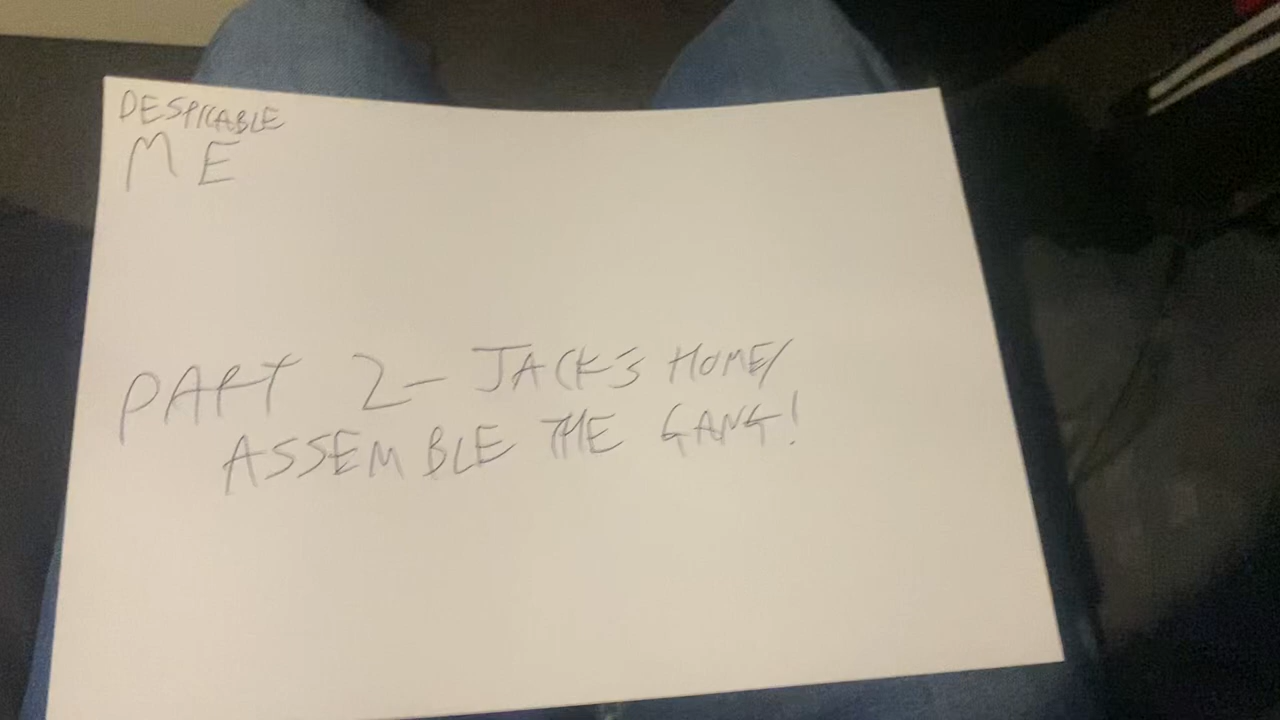 DESPICABLE
ME
PART 2- JACK'S HOME/
ASSEMBLE THE GANG!